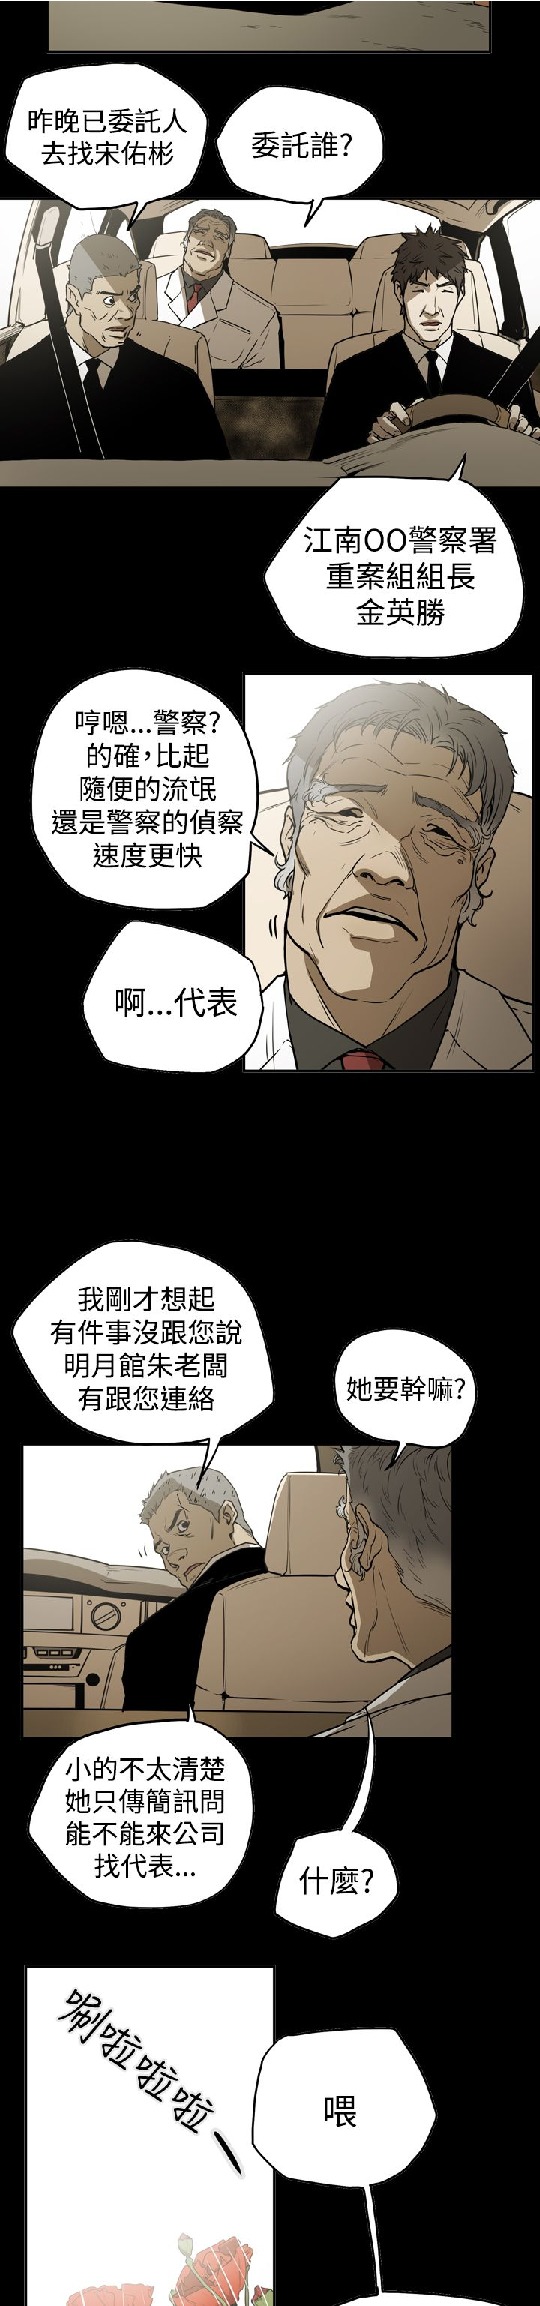 昨晚已委託人
去找宋佑彬
委託誰?
江南OO警察署
重案組組長
金英勝
哼嗯...警察?
的確,比起
隨便的流氓
還是警察的偵察
速度更快
啊...代表
我剛才想起
有件事沒跟您說
明月館朱老闆
有跟您連絡
她要幹嘛?
小的不太清楚
她只傳簡訊問
能不能來公司
找代表...
什麼?
唰啦啦啦
喂